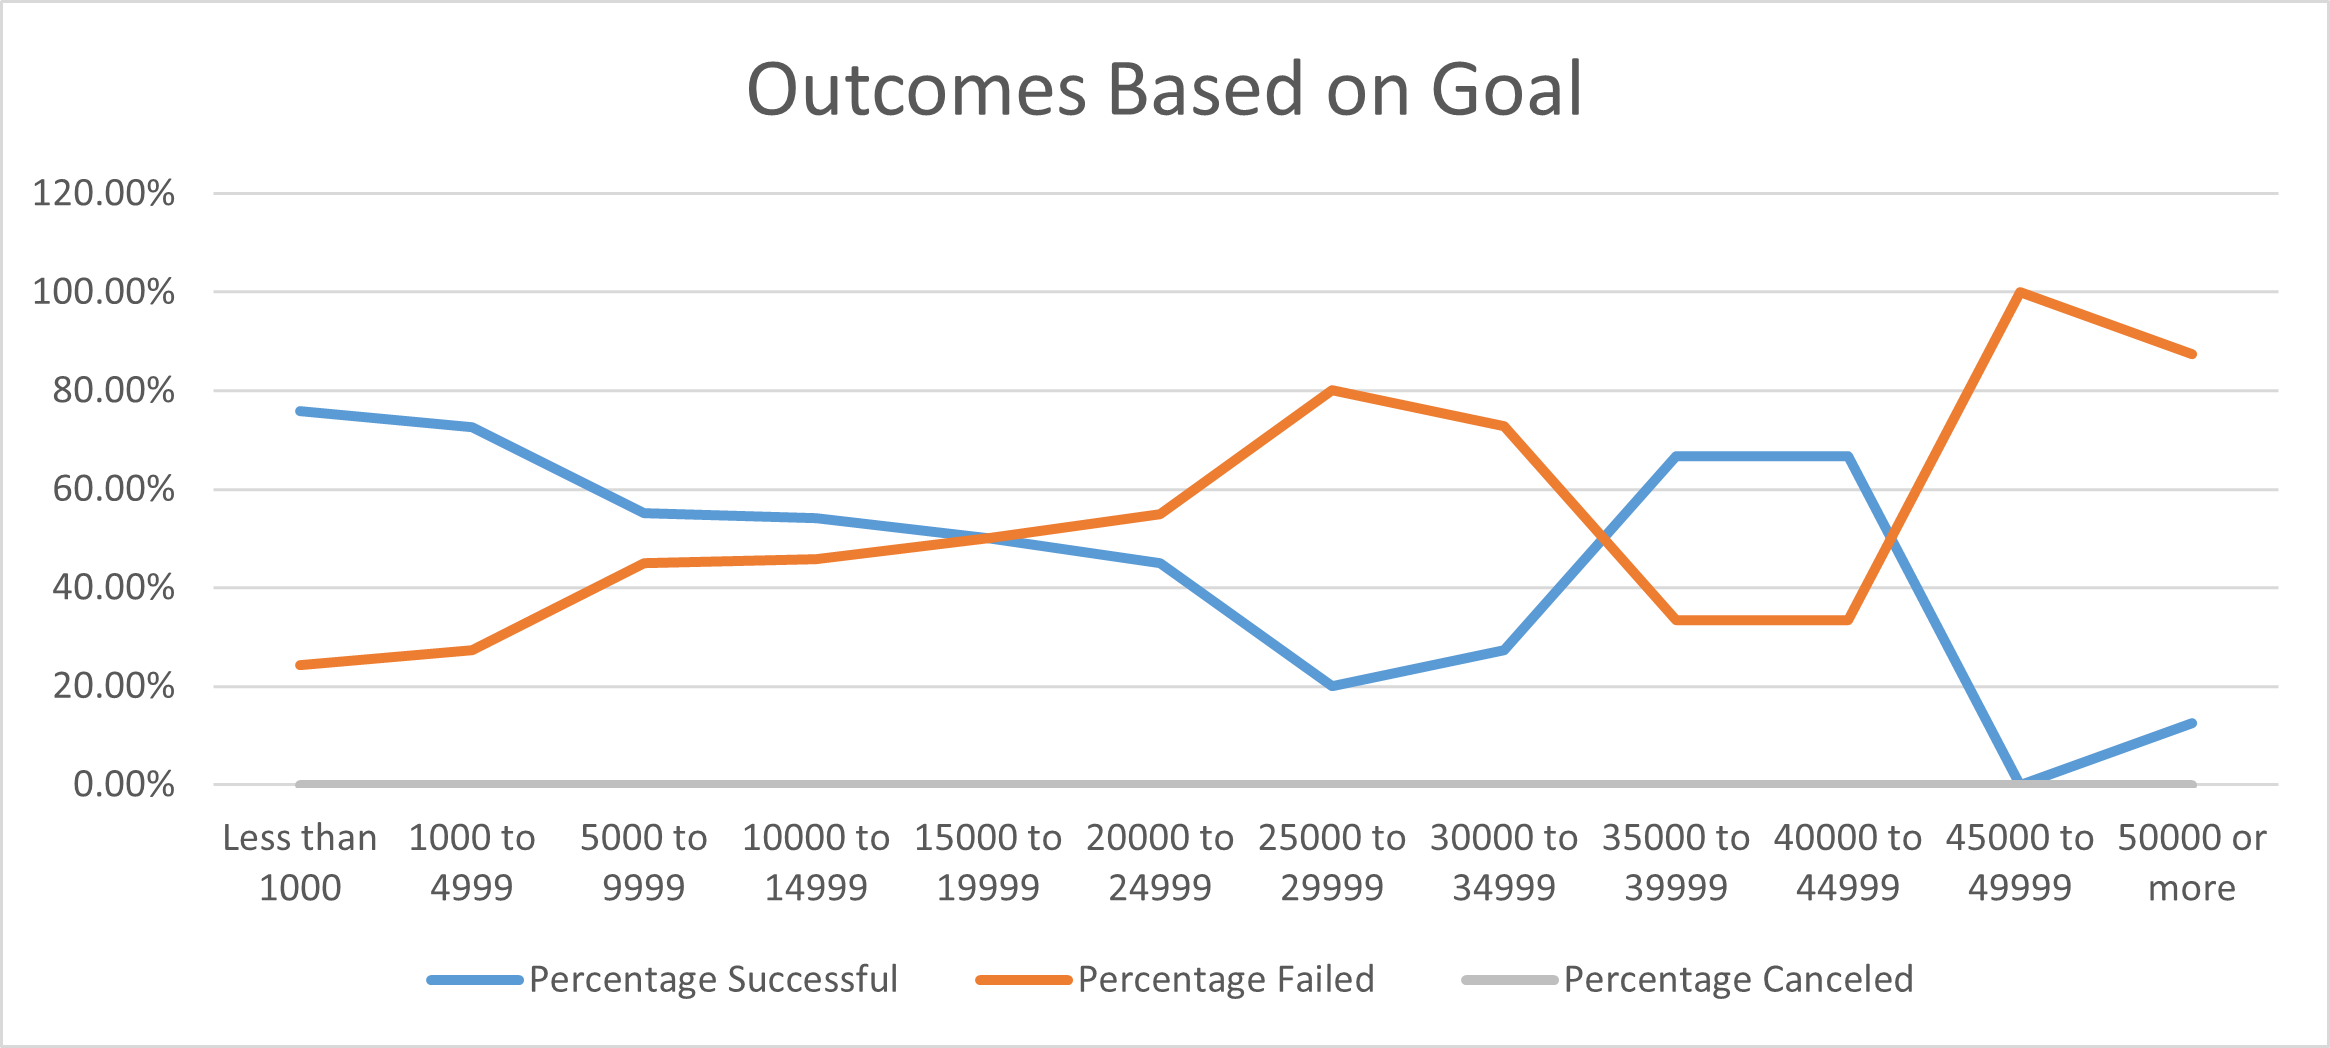 Outcomes Based on Goal
120.00%
100.00%
80.00%
60.00%
40.00%
20.00%
0.00%
Less than 1000 to 5000 to 10000 to 15000 to 20000 to 25000 to 30000 to 35000 to 40000 to 45000 to 50000 or
1000 4999 9999 14999 19999 24999 29999 34999 39999 44999 49999 more
Percentage Successful Percentage Failed Percentage Canceled